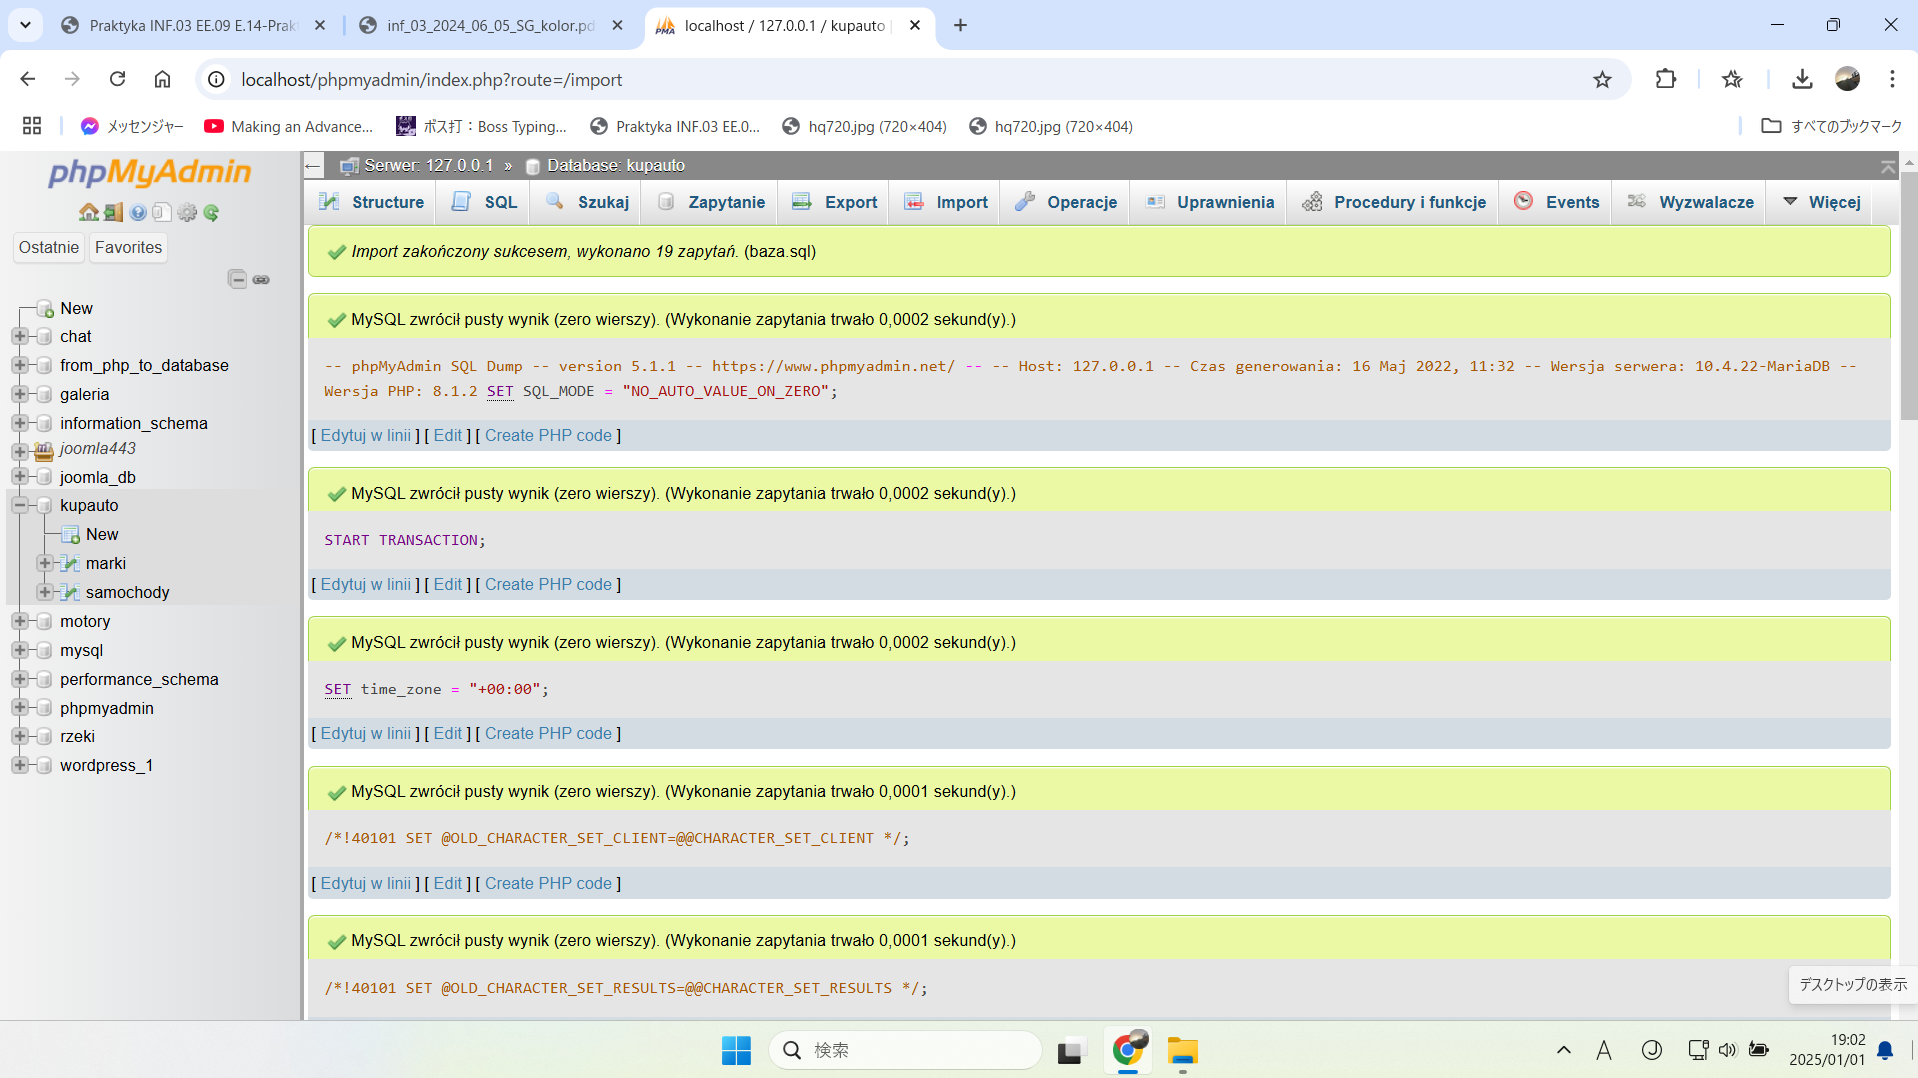 Praktyka INF.03 EE.09 E.14-Prakt
inf_03_2024_06_05_SG_kolor.pd
localhost / 127.0.0.1 / kupauto |
localhost/phpmyadmin/index.php?route=/import
メッセンジャー
Making an Advance...
ボス打：Boss Typing...
Praktyka INF.03 EE.0...
hq720.jpg (720×404)
hq720.jpg (720×404)
すべてのブックマーク
phpMyAdmin
Ostatnie
Favorites
New
chat
from_php_to_database
galeria
information_schema
joomla443
joomla_db
kupauto
New
marki
samochody
motory
mysql
performance_schema
phpmyadmin
rzeki
wordpress_1
Serwer: 127.0.0.1 » Database: kupauto
Structure
SQL
Szukaj
Zapytanie
Export
Import
Operacje
Uprawnienia
Procedury i funkcje
Events
Wyzwalacze
Więcej
Import zakończony sukcesem, wykonano 19 zapytań. (baza.sql)
MySQL zwrócił pusty wynik (zero wierszy). (Wykonanie zapytania trwało 0,0002 sekund(y).)
-- phpMyAdmin SQL Dump -- version 5.1.1 -- https://www.phpmyadmin.net/ -- -- Host: 127.0.0.1 -- Czas generowania: 16 Maj 2022, 11:32 -- Wersja serwera: 10.4.22-MariaDB --
Wersja PHP: 8.1.2 SET SQL_MODE = "NO_AUTO_VALUE_ON_ZERO";
[ Edytuj w linii ] [ Edit ] [ Create PHP code ]
MySQL zwrócił pusty wynik (zero wierszy). (Wykonanie zapytania trwało 0,0002 sekund(y).)
START TRANSACTION;
[ Edytuj w linii ] [ Edit ] [ Create PHP code ]
MySQL zwrócił pusty wynik (zero wierszy). (Wykonanie zapytania trwało 0,0002 sekund(y).)
SET time_zone = "+00:00";
[ Edytuj w linii ] [ Edit ] [ Create PHP code ]
MySQL zwrócił pusty wynik (zero wierszy). (Wykonanie zapytania trwało 0,0001 sekund(y).)
/*!40101 SET @OLD_CHARACTER_SET_CLIENT=@@CHARACTER_SET_CLIENT */;
[ Edytuj w linii ] [ Edit ] [ Create PHP code ]
MySQL zwrócił pusty wynik (zero wierszy). (Wykonanie zapytania trwało 0,0001 sekund(y).)
/*!40101 SET @OLD_CHARACTER_SET_RESULTS=@@CHARACTER_SET_RESULTS */;
デスクトップの表示
検索
A
J
19:02
2025/01/01